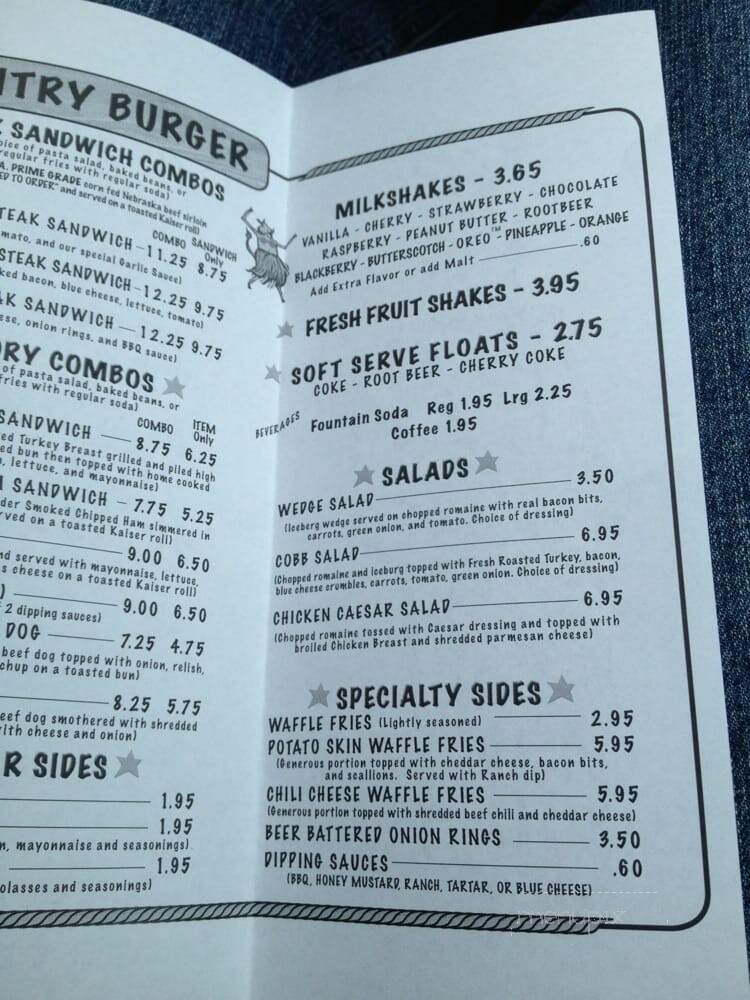 TRY BURGER
SANDWICH COMBOS
oice of pasta salad, baked beans, or
regular fries with regular soda)
A. PRIME GRADE corn fed Nebraska beef sirloin
ED TO ORDER" and served on a toasted Kaiser roll)
COMBO SANDWICH Only
TEAK SANDWICH - 11.25 8.75
mato, and our special Garlic Sauce)
STEAK SANDWICH - 12.25 9.75
ked bacon, blue cheese, lettuce, tomato)
AK SANDWICH - 12.25 9.75
ese, onion rings, and BBQ sauce)
ORY COMBOS
of pasta salad, baked beans, or
fries with regular soda)
COMBO ITEM Only
SANDWICH 8.75 6.25
ed Turkey Breast grilled and piled high
ed bun then topped with home cooked
n, lettuce, and mayonnaise)
SANDWICH - 7.75 5.25
der Smoked Chipped Ham simmered in
rved on a toasted Kaiser roll)
9.00 6.50
nd served with mayonnaise, lettuce,
s cheese on a toasted Kaiser roll)
) 9.00 6.50
2 dipping sauces)
DOG 7.25 4.75
beef dog topped with onion, relish,
chup on a toasted bun)
8.25 5.75
eef dog smothered with shredded
with cheese and onion)
R SIDES
1.95
1.95
n, mayonnaise and seasonings)
1.95
olasses and seasonings)
MILKSHAKES - 3.65
VANILLA - CHERRY - STRAWBERRY - CHOCOLATE
RASPBERRY - PEANUT BUTTER - ROOTBEER
BLACKBERRY - BUTTERSCOTCH - OREO™ - PINEAPPLE - ORANGE
Add Extra Flavor or add Malt .60
FRESH FRUIT SHAKES - 3.95
SOFT SERVE FLOATS - 2.75
COKE - ROOT BEER - CHERRY COKE
BEVERAGES
Fountain Soda Reg 1.95 Lrg 2.25
Coffee 1.95
SALADS
WEDGE SALAD 3.50
(Iceberg wedge served on chopped romaine with real bacon bits,
carrots, green onion, and tomato. Choice of dressing)
COBB SALAD 6.95
(Chopped romaine and iceburg topped with Fresh Roasted Turkey, bacon,
blue cheese crumbles, carrots, tomato, green onion. Choice of dressing)
CHICKEN CAESAR SALAD 6.95
(Chopped romaine tossed with Caesar dressing and topped with
broiled Chicken Breast and shredded parmesan cheese)
SPECIALTY SIDES
WAFFLE FRIES (Lightly seasoned) 2.95
POTATO SKIN WAFFLE FRIES 5.95
(Generous portion topped with cheddar cheese, bacon bits,
and scallions. Served with Ranch dip)
CHILI CHEESE WAFFLE FRIES 5.95
(Generous portion topped with shredded beef chili and cheddar cheese)
BEER BATTERED ONION RINGS 3.50
DIPPING SAUCES .60
(BBQ, HONEY MUSTARD, RANCH, TARTAR, OR BLUE CHEESE)